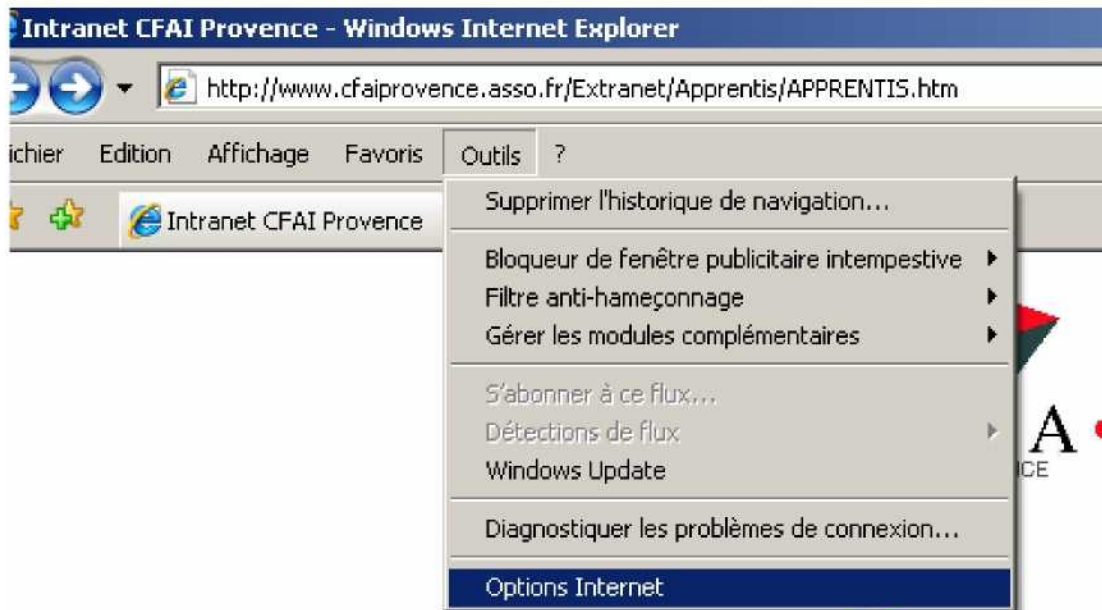 Intranet CFAI Provence - Windows Internet Explorer
http://www.cfaiprovence.asso.fr/Extranet/Apprentis/APPRENTIS.htm
ichier Edition Affichage Favoris Outils ?
Intranet CFAI Provence
Supprimer l'historique de navigation...
Bloqueur de fenêtre publicitaire intempestive
Filtre anti-hameçonnage
Gérer les modules complémentaires
S'abonner à ce flux...
Détections de flux
A
Windows Update
CE
Diagnostiquer les problèmes de connexion...
Options Internet